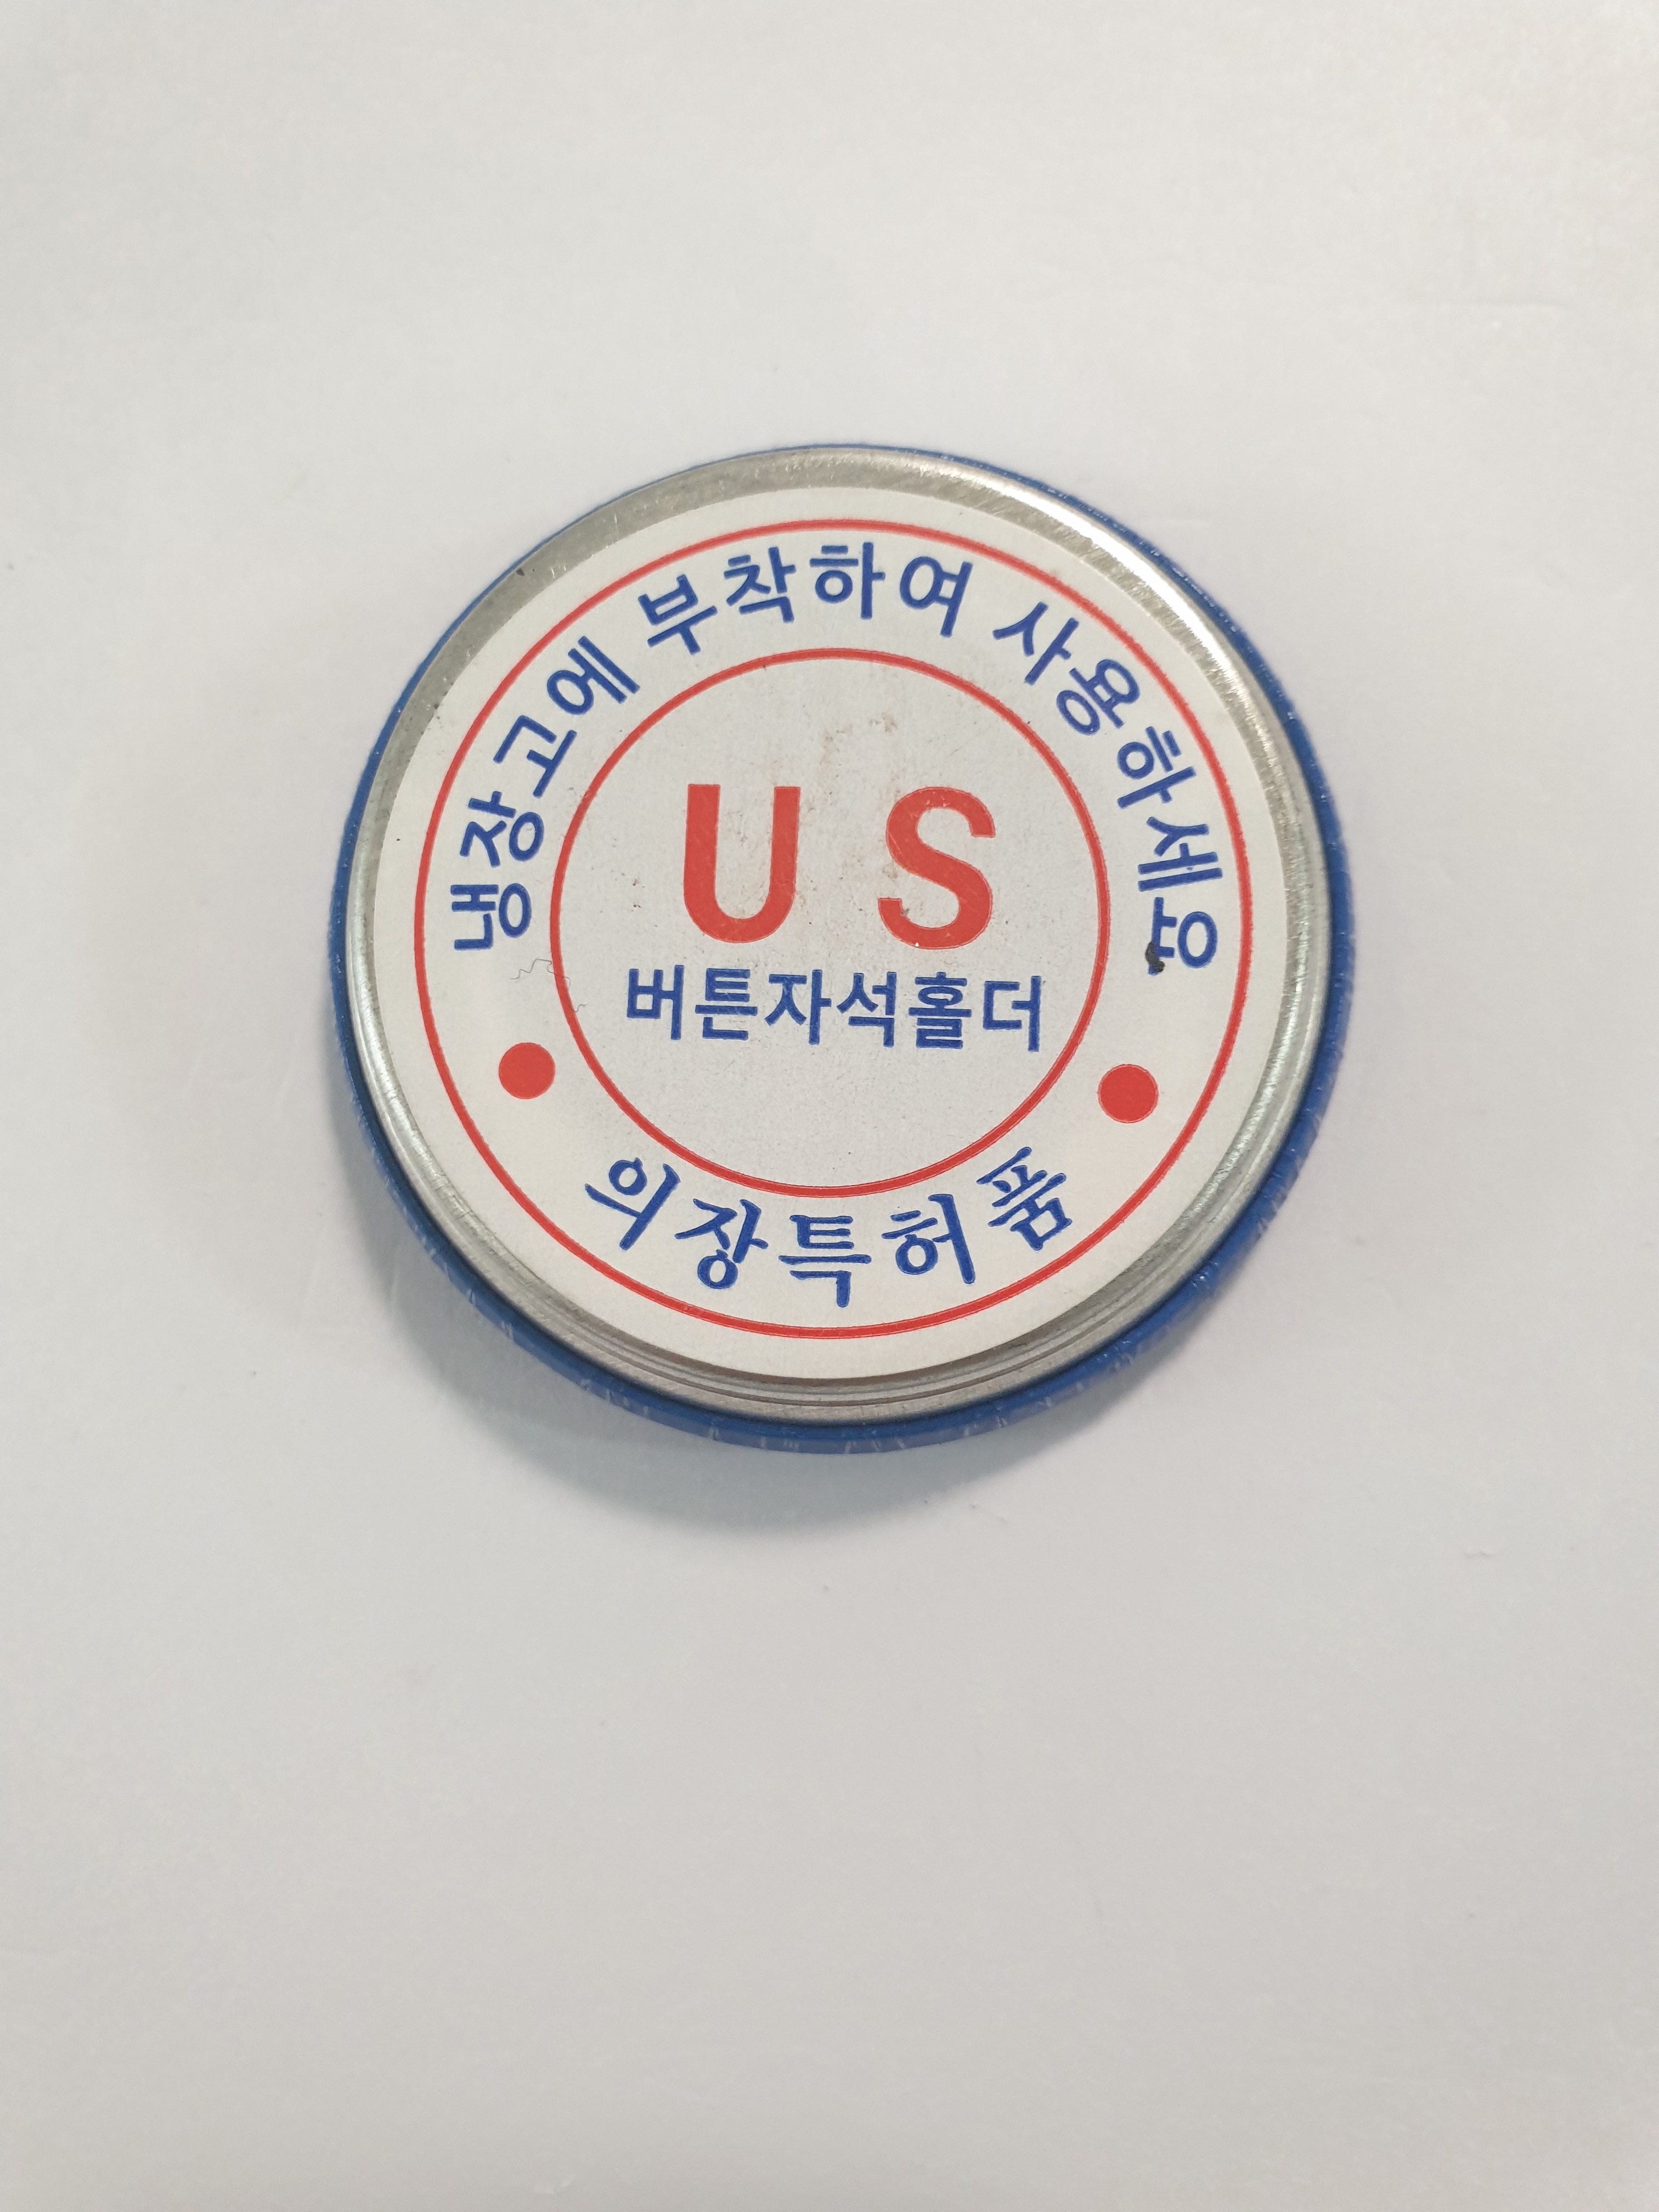 냉장고에 부착하여 사용하세요
U S
버튼자석홀더
의장특허품